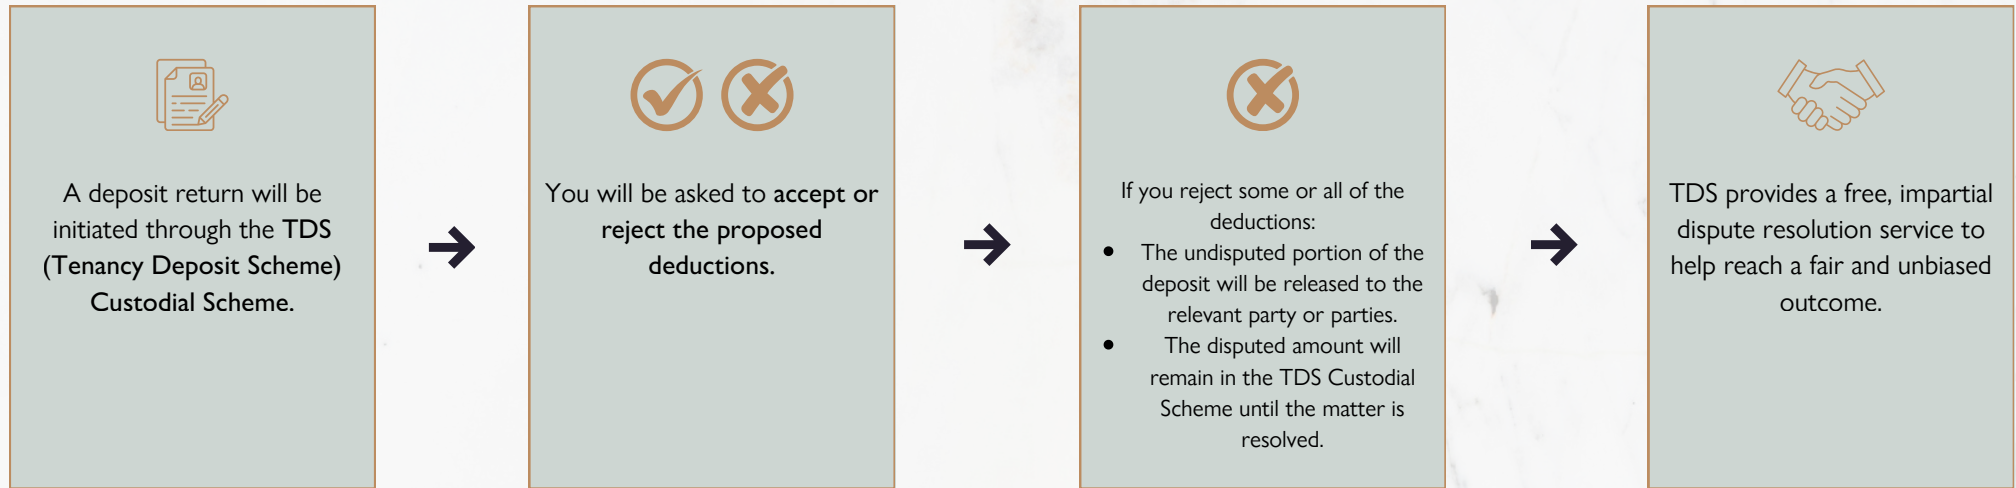 A deposit return will be
initiated through the TDS
(Tenancy Deposit Scheme)
Custodial Scheme.
You will be asked to accept or
reject the proposed
deductions.
If you reject some or all of the
deductions:
• The undisputed portion of the
deposit will be released to the
relevant party or parties.
• The disputed amount will
remain in the TDS Custodial
Scheme until the matter is
resolved.
TDS provides a free, impartial
dispute resolution service to
help reach a fair and unbiased
outcome.